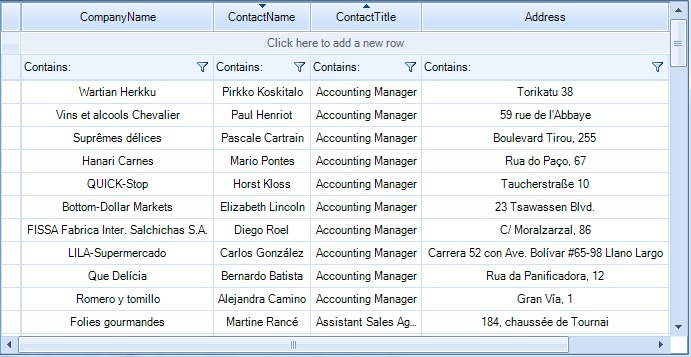 CompanyName ContactName ContactTitle Address
Click here to add a new row
Contains: Contains: Contains: Contains:
Wartian Herkku Pirkko Koskitalo Accounting Manager Torikatu 38
Vins et alcools Chevalier Paul Henriot Accounting Manager 59 rue de l'Abbaye
Suprêmes délices Pascale Cartrain Accounting Manager Boulevard Tirou, 255
Hanari Carnes Mario Pontes Accounting Manager Rua do Paço, 67
QUICK-Stop Horst Kloss Accounting Manager Taucherstraße 10
Bottom-Dollar Markets Elizabeth Lincoln Accounting Manager 23 Tsawassen Blvd.
FISSA Fabrica Inter. Salchichas S.A. Diego Roel Accounting Manager C/ Moralzarzal, 86
LILA-Supermercado Carlos González Accounting Manager Carrera 52 con Ave. Bolívar #65-98 Llano Largo
Que Delícia Bernardo Batista Accounting Manager Rua da Panificadora, 12
Romero y tomillo Alejandra Camino Accounting Manager Gran Vía, 1
Folies gourmandes Martine Rancé Assistant Sales Ag... 184, chaussée de Tournai